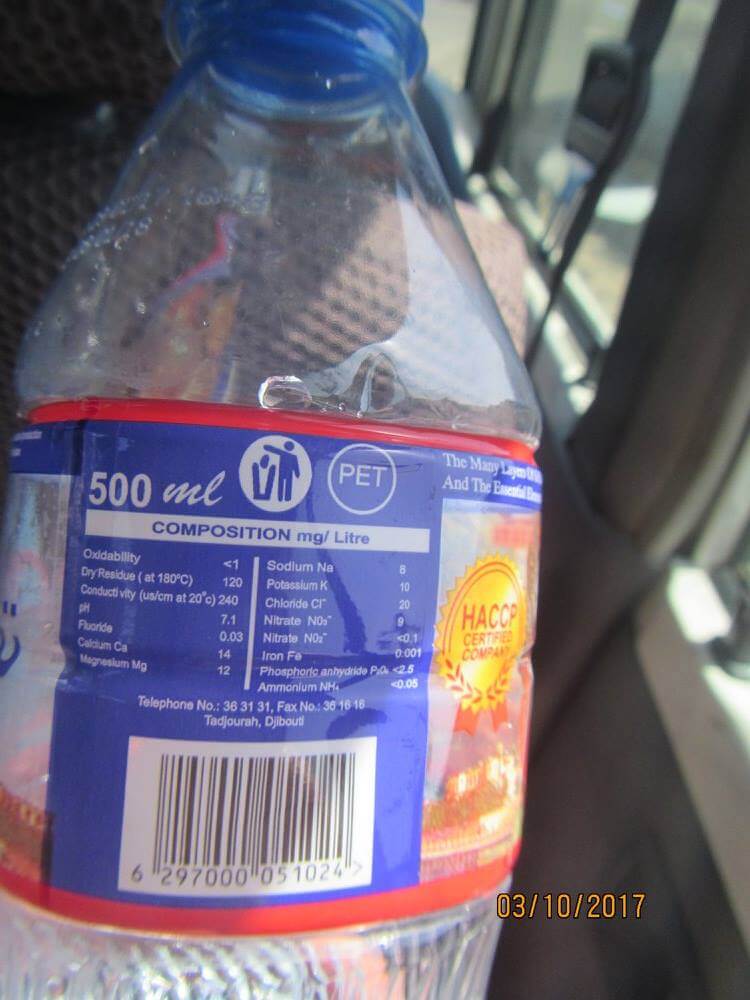 500 ml
PET
COMPOSITION mg/ Litre
Oxidability <1
Dry Residue ( at 180°C) 120
Conductivity (us/cm at 20°c) 240
pH 7.1
Fluoride 0.03
Calcium Ca 14
Magnesium Mg 12
Sodium Na 8
Potassium K 10
Chloride Cl⁻ 20
Nitrate N0₃⁻ 9
Nitrate N0₂⁻ <0.1
Iron Fe 0.001
Phosphoric anhydride P₂O₅ <2.5
Ammonium NH₄ <0.05
Telephone No.: 36 31 31, Fax No.: 36 16 16
Tadjourah, Djibouti
6 297000 051024 >
The Many Layers
And The Essential
HACCP
CERTIFIED
COMPANY
03/10/2017